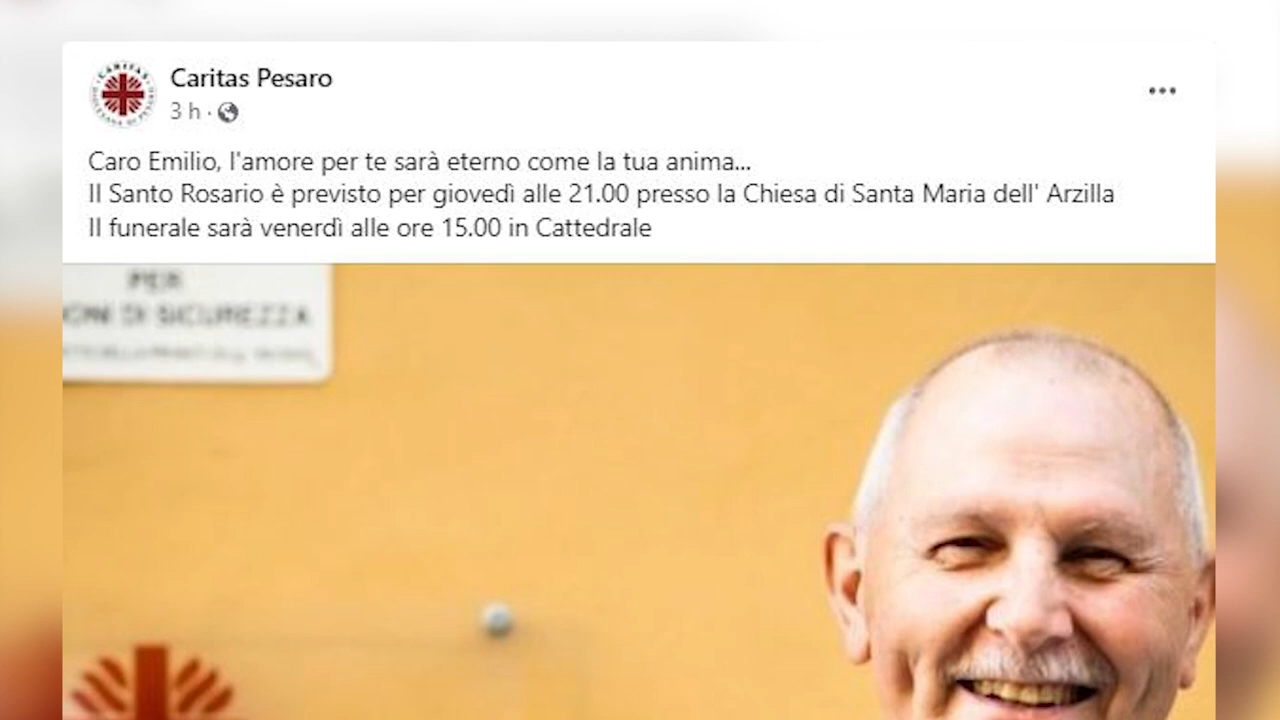 Caritas Pesaro
3 h ·
Caro Emilio, l'amore per te sarà eterno come la tua anima...
Il Santo Rosario è previsto per giovedì alle 21.00 presso la Chiesa di Santa Maria dell' Arzilla
Il funerale sarà venerdì alle ore 15.00 in Cattedrale
PER
DI SICUREZZA